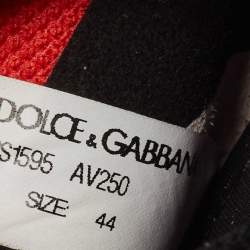 DOLCE & GABBANA
S1595 AV250
SIZE 44